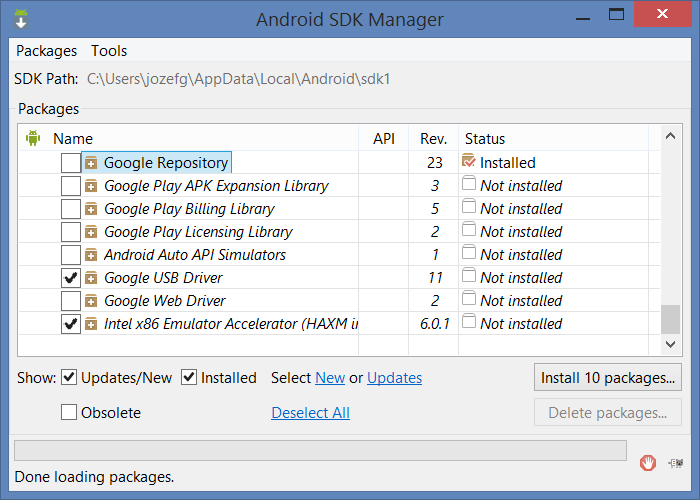 Android SDK Manager
Packages Tools
SDK Path: C:\Users\jozefg\AppData\Local\Android\sdk1
Packages
Name API Rev. Status
Google Repository 23 Installed
Google Play APK Expansion Library 3 Not installed
Google Play Billing Library 5 Not installed
Google Play Licensing Library 2 Not installed
Android Auto API Simulators 1 Not installed
Google USB Driver 11 Not installed
Google Web Driver 2 Not installed
Intel x86 Emulator Accelerator (HAXM in 6.0.1 Not installed
Show: Updates/New Installed Select New or Updates Install 10 packages...
Obsolete Deselect All Delete packages...
Done loading packages.